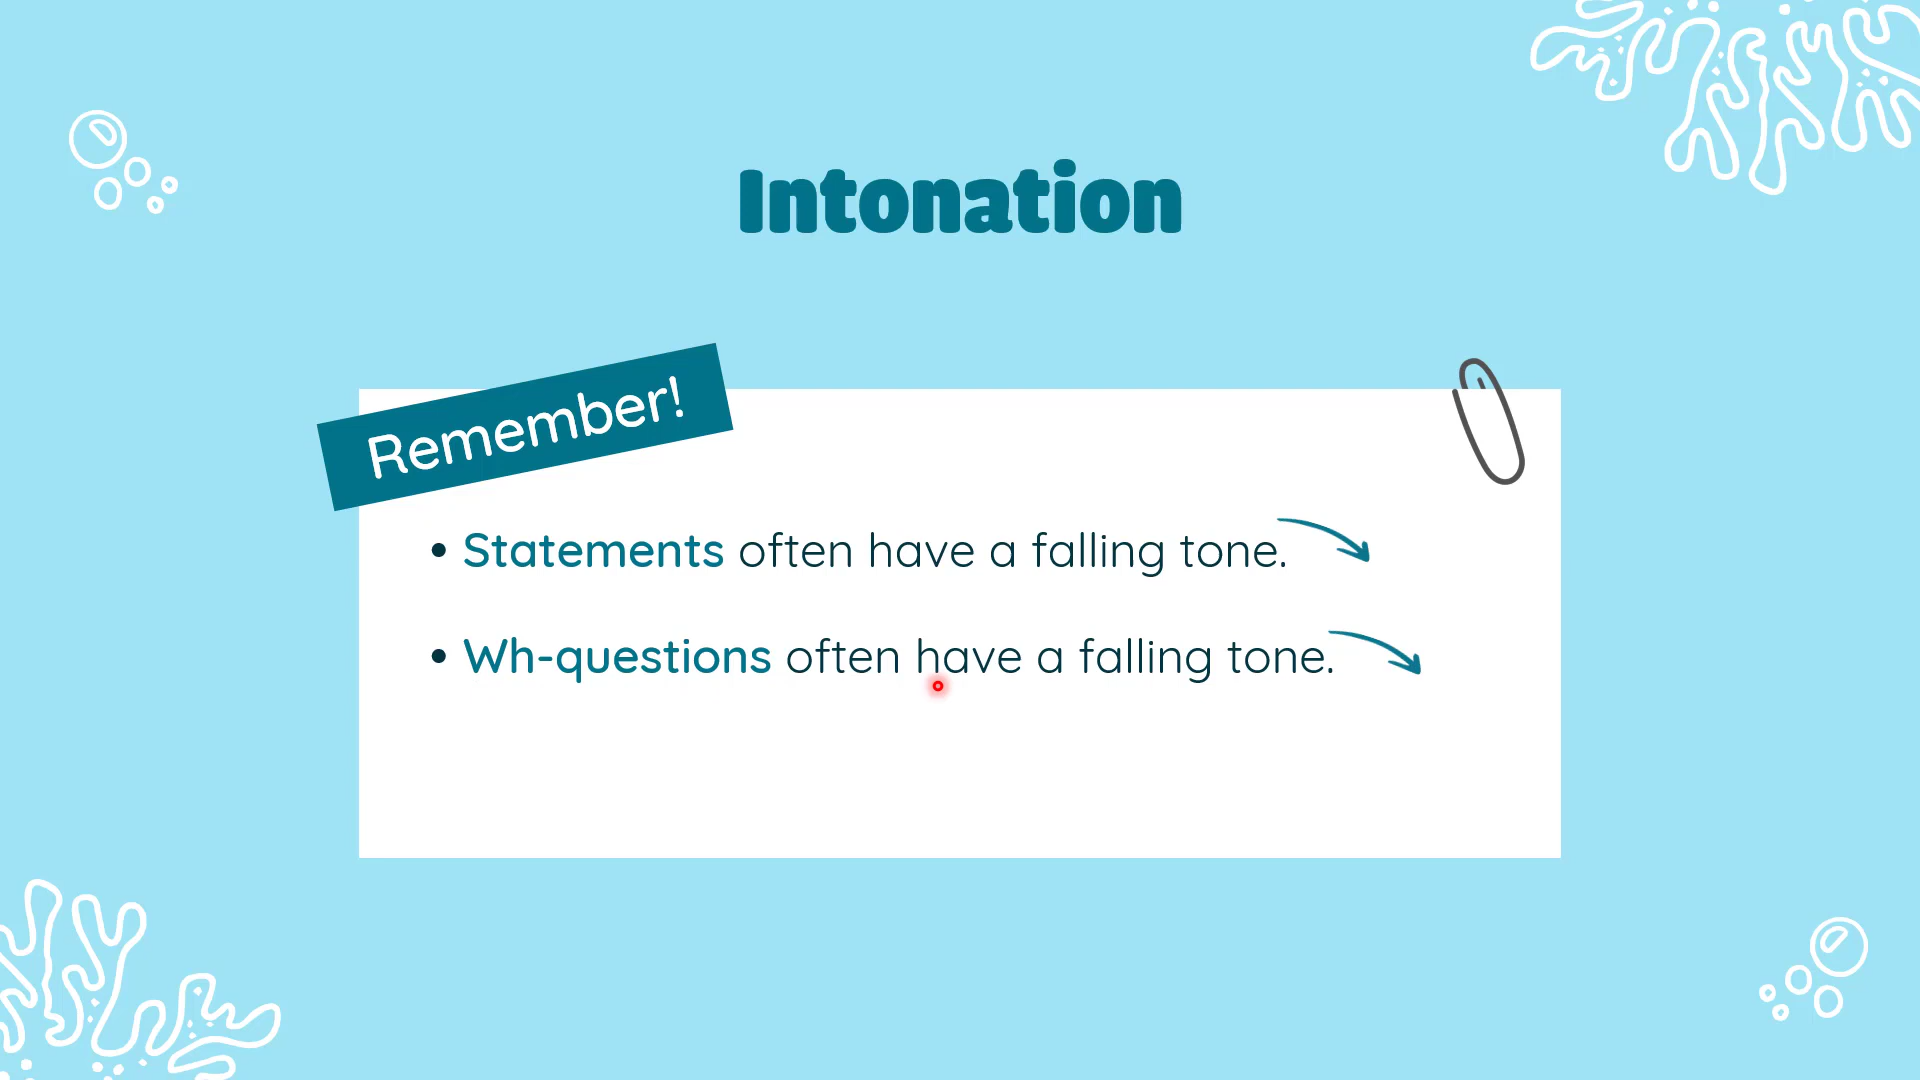 Intonation
Remember!
• Statements often have a falling tone.
• Wh-questions often have a falling tone.